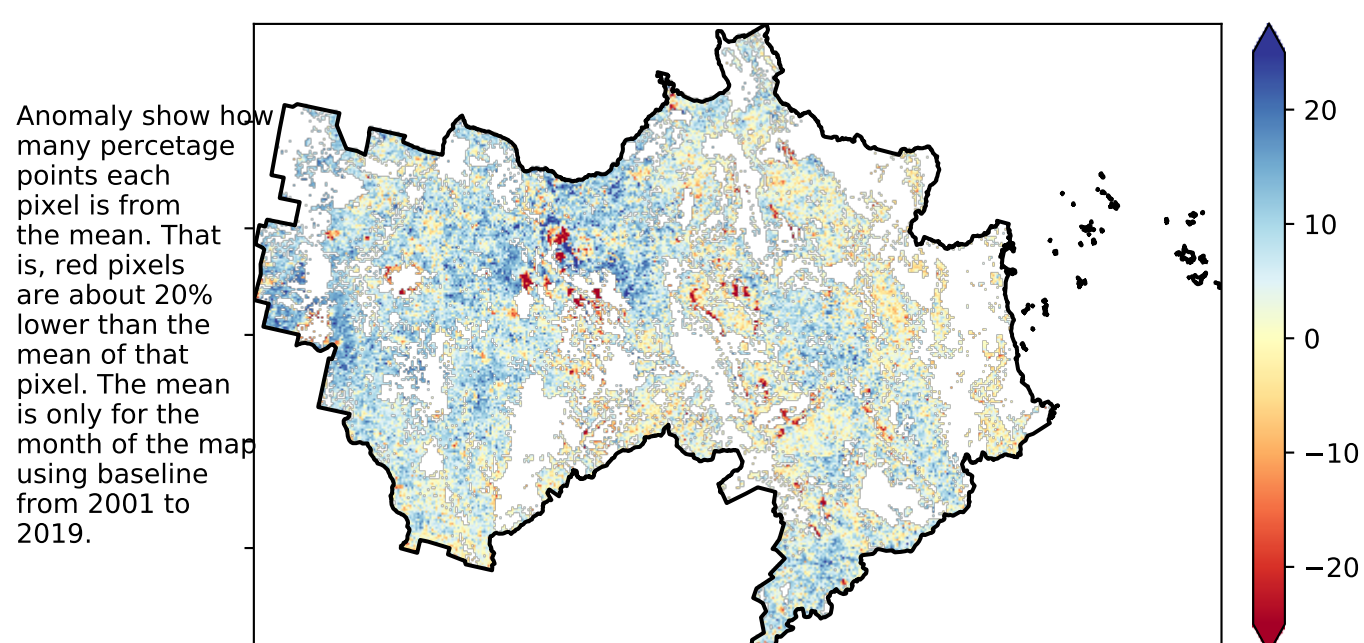 Anomaly show how
many percetage
points each
pixel is from
the mean. That
is, red pixels
are about 20%
lower than the
mean of that
pixel. The mean
is only for the
month of the map
using baseline
from 2001 to
2019.
20
10
0
−10
−20